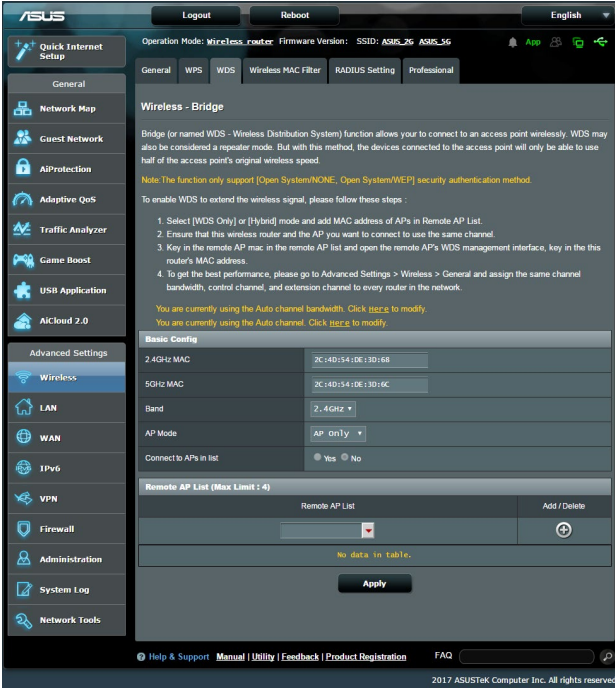 ASUS
Logout
Reboot
English
Quick Internet
Setup
Operation Mode: Wireless router Firmware Version: SSID: ASUS_2G ASUS_5G
App
General WPS WDS Wireless MAC Filter RADIUS Setting Professional
General
Network Map
Guest Network
AiProtection
Adaptive QoS
Traffic Analyzer
Game Boost
USB Application
AiCloud 2.0
Advanced Settings
Wireless
LAN
WAN
IPv6
VPN
Firewall
Administration
System Log
Network Tools
Wireless - Bridge
Bridge (or named WDS - Wireless Distribution System) function allows your to connect to an access point wirelessly. WDS may
also be considered a repeater mode. But with this method, the devices connected to the access point will only be able to use
half of the access point's original wireless speed.
Note:The function only support [Open System/NONE, Open System/WEP] security authentication method.
To enable WDS to extend the wireless signal, please follow these steps :
1. Select [WDS Only] or [Hybrid] mode and add MAC address of APs in Remote AP List.
2. Ensure that this wireless router and the AP you want to connect to use the same channel.
3. Key in the remote AP mac in the remote AP list and open the remote AP's WDS management interface, key in the this
router's MAC address.
4. To get the best performance, please go to Advanced Settings > Wireless > General and assign the same channel
bandwidth, control channel, and extension channel to every router in the network.
You are currently using the Auto channel bandwidth. Click Here to modify.
You are currently using the Auto channel. Click Here to modify.
Basic Config
2.4GHz MAC 2C:4D:54:DE:3D:68
5GHz MAC 2C:4D:54:DE:3D:6C
Band 2.4GHz
AP Mode AP Only
Connect to APs in list Yes No
Remote AP List (Max Limit : 4)
Remote AP List Add / Delete
No data in table.
Apply
Help & Support Manual | Utility | Feedback | Product Registration FAQ
2017 ASUSTeK Computer Inc. All rights reserved